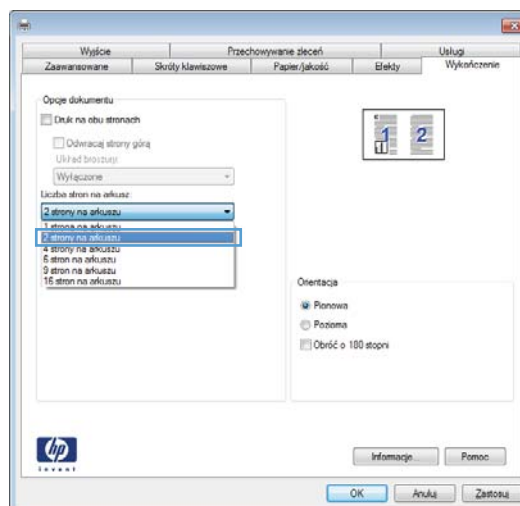 Wyjście Przechowywanie zleceń Usługi
Zaawansowane Skróty klawiszowe Papier/jakość Efekty Wykończenie
Opcje dokumentu
Druk na obu stronach
Odwracaj strony górą
Układ broszury:
Wyłączone
Liczba stron na arkusz:
2 strony na arkuszu
1 strona na arkuszu
2 strony na arkuszu
4 strony na arkuszu
6 stron na arkuszu
9 stron na arkuszu
16 stron na arkuszu
1 2
Orientacja
Pionowa
Pozioma
Obróć o 180 stopni
hp
invent
Informacje... Pomoc
OK Anuluj Zastosuj